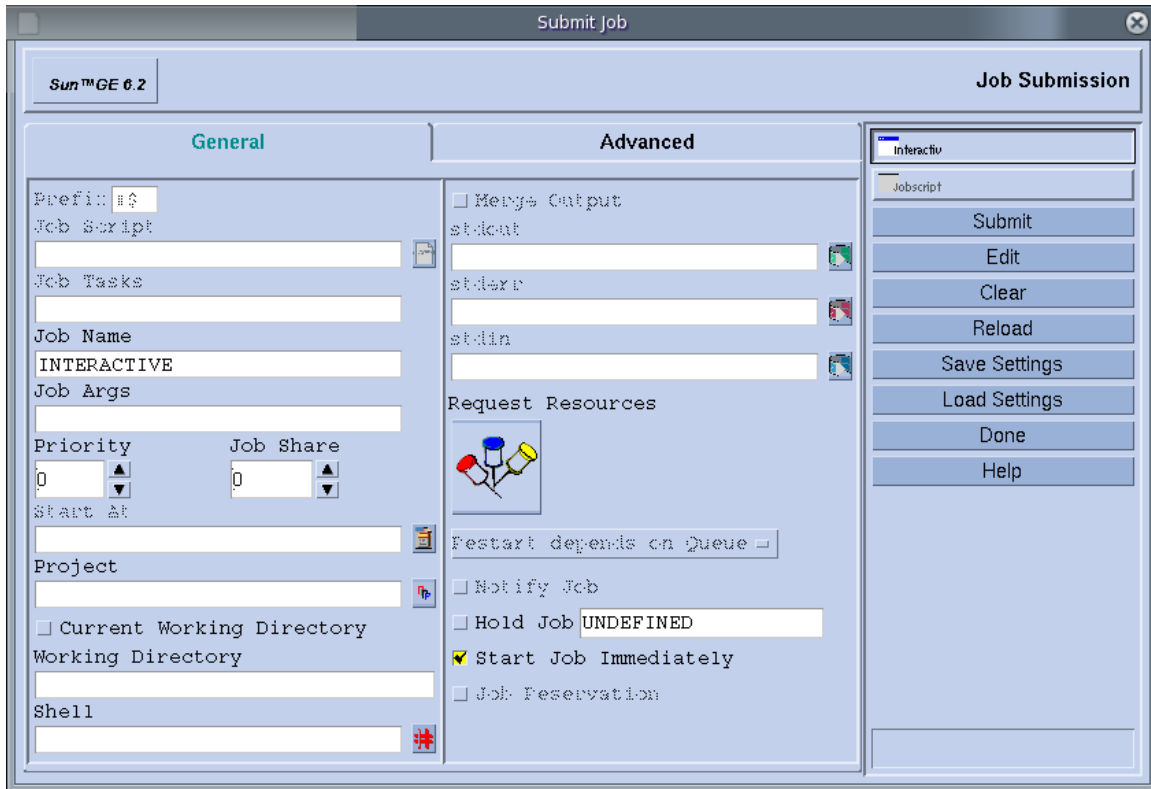 Submit Job
Sun™GE 6.2
Job Submission
General
Advanced
Prefix #$
Job Script
Job Tasks
Job Name
INTERACTIVE
Job Args
Priority Job Share
0 0
Start At
Project
Current Working Directory
Working Directory
Shell
Merge Output
stdout
stderr
stdin
Request Resources
Restart depends on Queue
Notify Job
Hold Job UNDEFINED
Start Job Immediately
Job Reservation
Interactiv
Jobscript
Submit
Edit
Clear
Reload
Save Settings
Load Settings
Done
Help